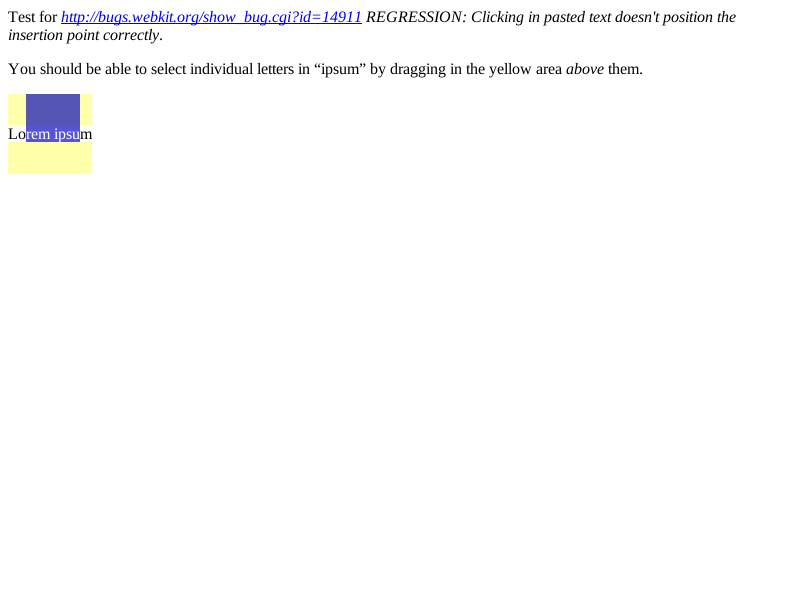 Test for http://bugs.webkit.org/show_bug.cgi?id=14911 REGRESSION: Clicking in pasted text doesn't position the
insertion point correctly.
You should be able to select individual letters in “ipsum” by dragging in the yellow area above them.
Lorem ipsum